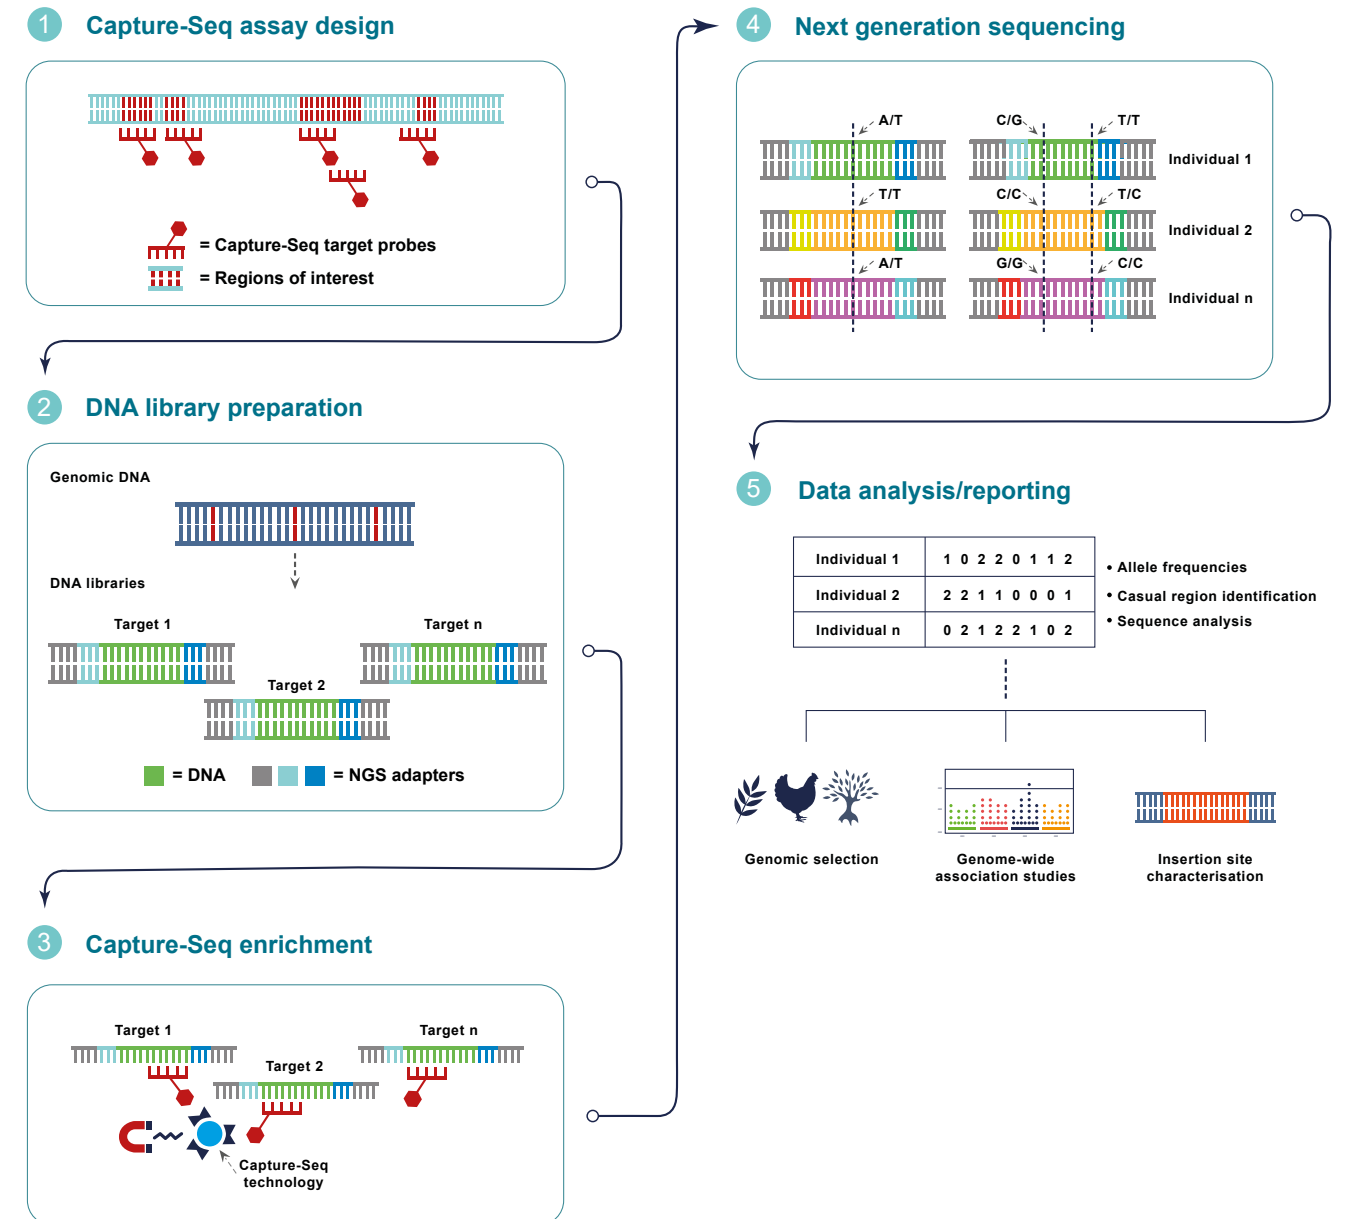 1 Capture-Seq assay design
= Capture-Seq target probes
= Regions of interest
2 DNA library preparation
Genomic DNA
DNA libraries
Target 1
Target n
Target 2
= DNA
= NGS adapters
3 Capture-Seq enrichment
Target 1
Target n
Target 2
Capture-Seq
technology
4 Next generation sequencing
A/T
C/G
T/T
Individual 1
T/T
C/C
T/C
Individual 2
A/T
G/G
C/C
Individual n
5 Data analysis/reporting
Individual 1 1 0 2 2 0 1 1 2
Individual 2 2 2 1 1 0 0 0 1
Individual n 0 2 1 2 2 1 0 2
• Allele frequencies
• Casual region identification
• Sequence analysis
Genomic selection
Genome-wide
association studies
Insertion site
characterisation